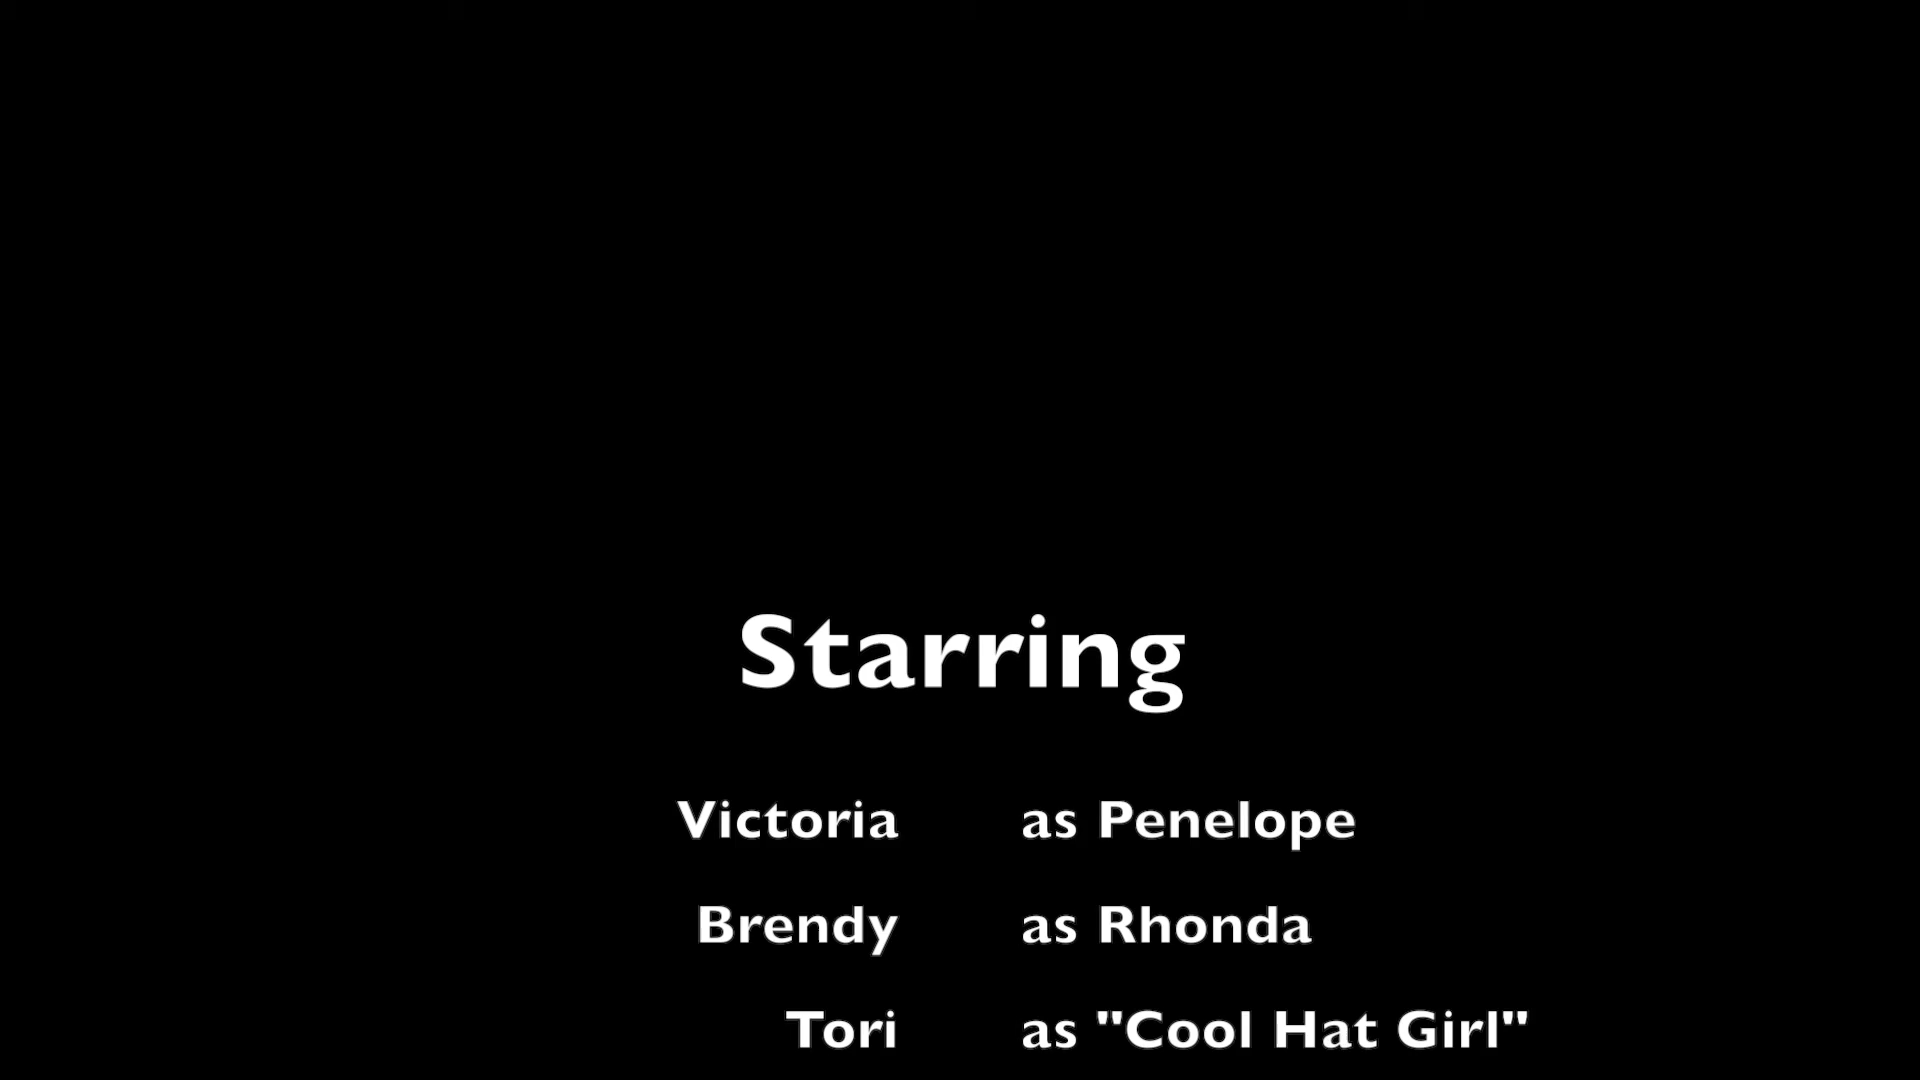 Starring
Victoria as Penelope
Brendy as Rhonda
Tori as "Cool Hat Girl"